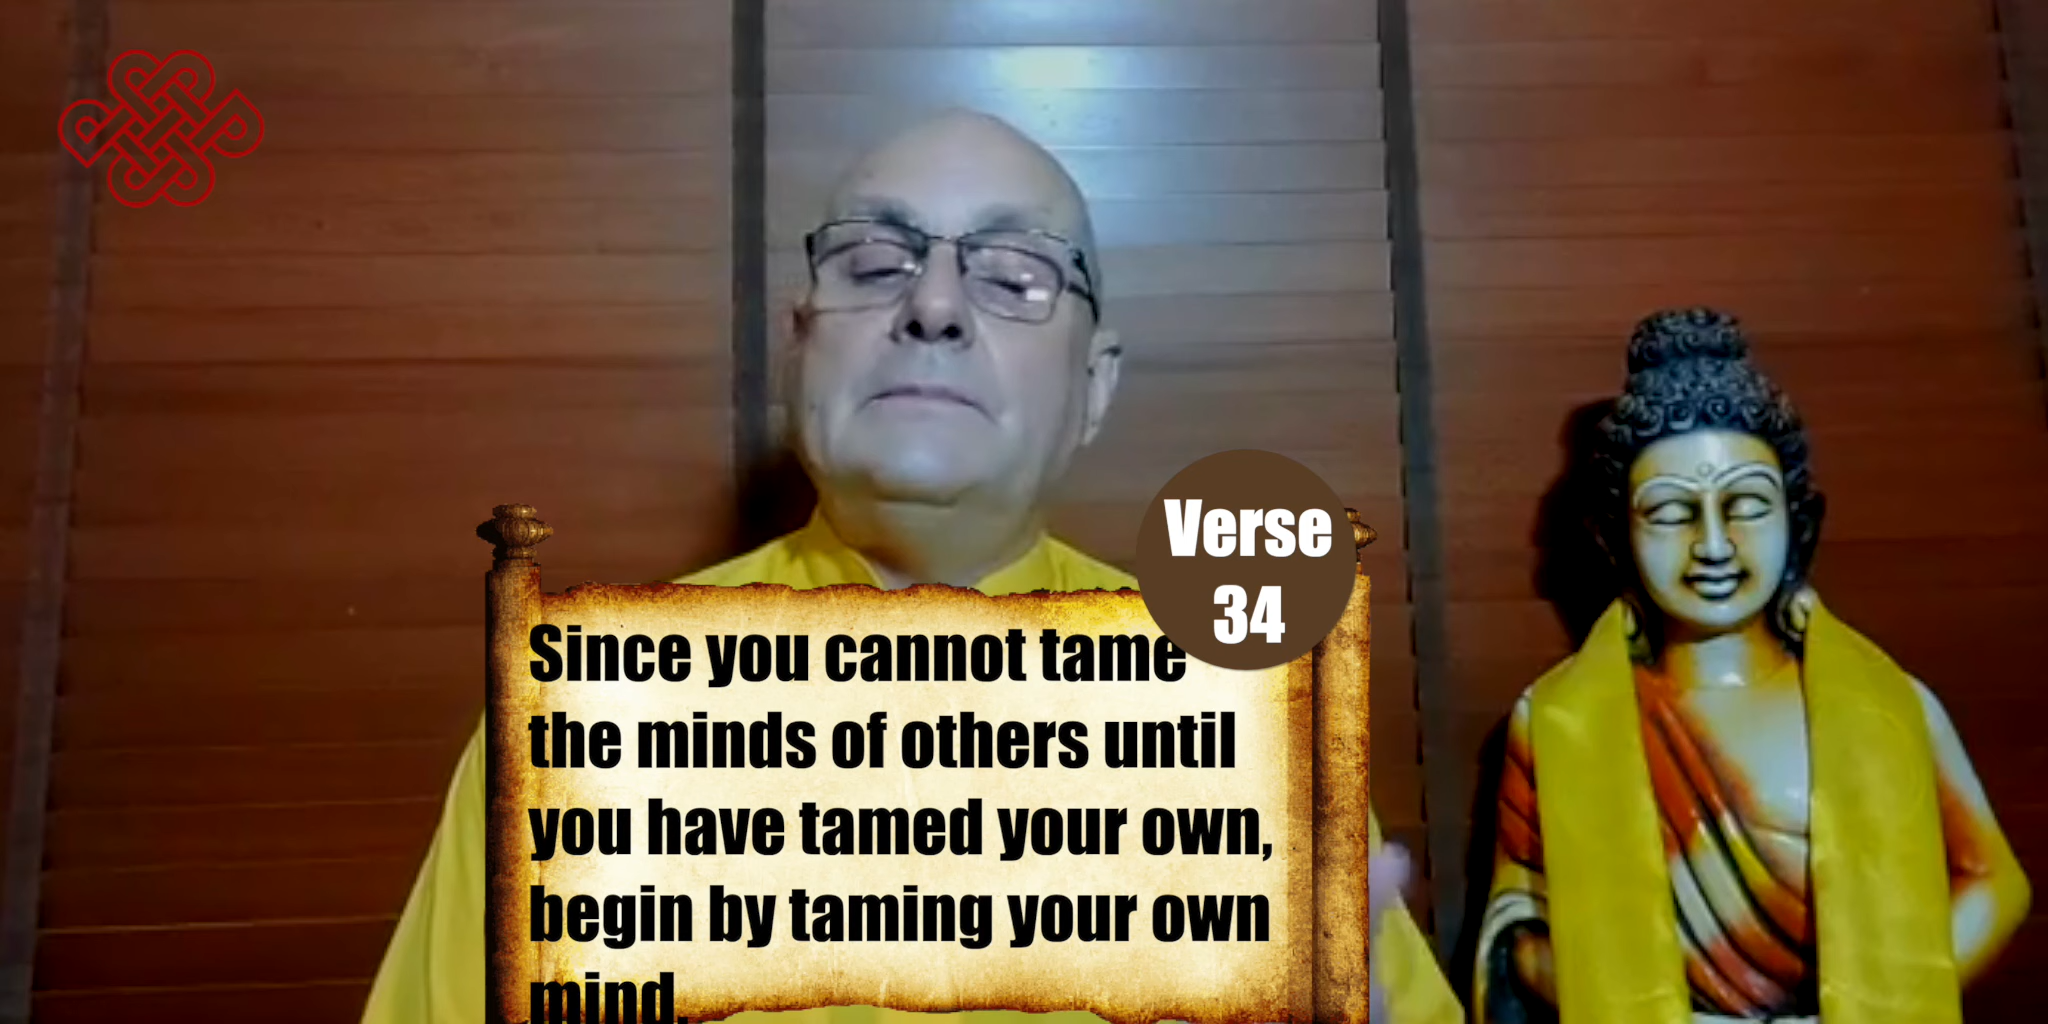 Verse
34
Since you cannot tame
the minds of others until
you have tamed your own,
begin by taming your own
mind.